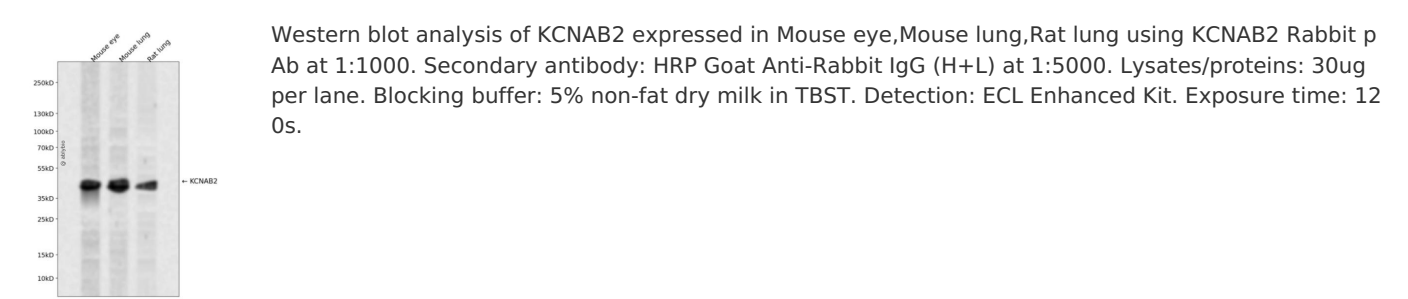 Western blot analysis of KCNAB2 expressed in Mouse eye,Mouse lung,Rat lung using KCNAB2 Rabbit p
Ab at 1:1000. Secondary antibody: HRP Goat Anti-Rabbit IgG (H+L) at 1:5000. Lysates/proteins: 30ug
per lane. Blocking buffer: 5% non-fat dry milk in TBST. Detection: ECL Enhanced Kit. Exposure time: 12
0s.
Mouse eye
Mouse lung
Rat lung
250kD
130kD
100kD
70kD
55kD
35kD
25kD
15kD
10kD
← KCNAB2